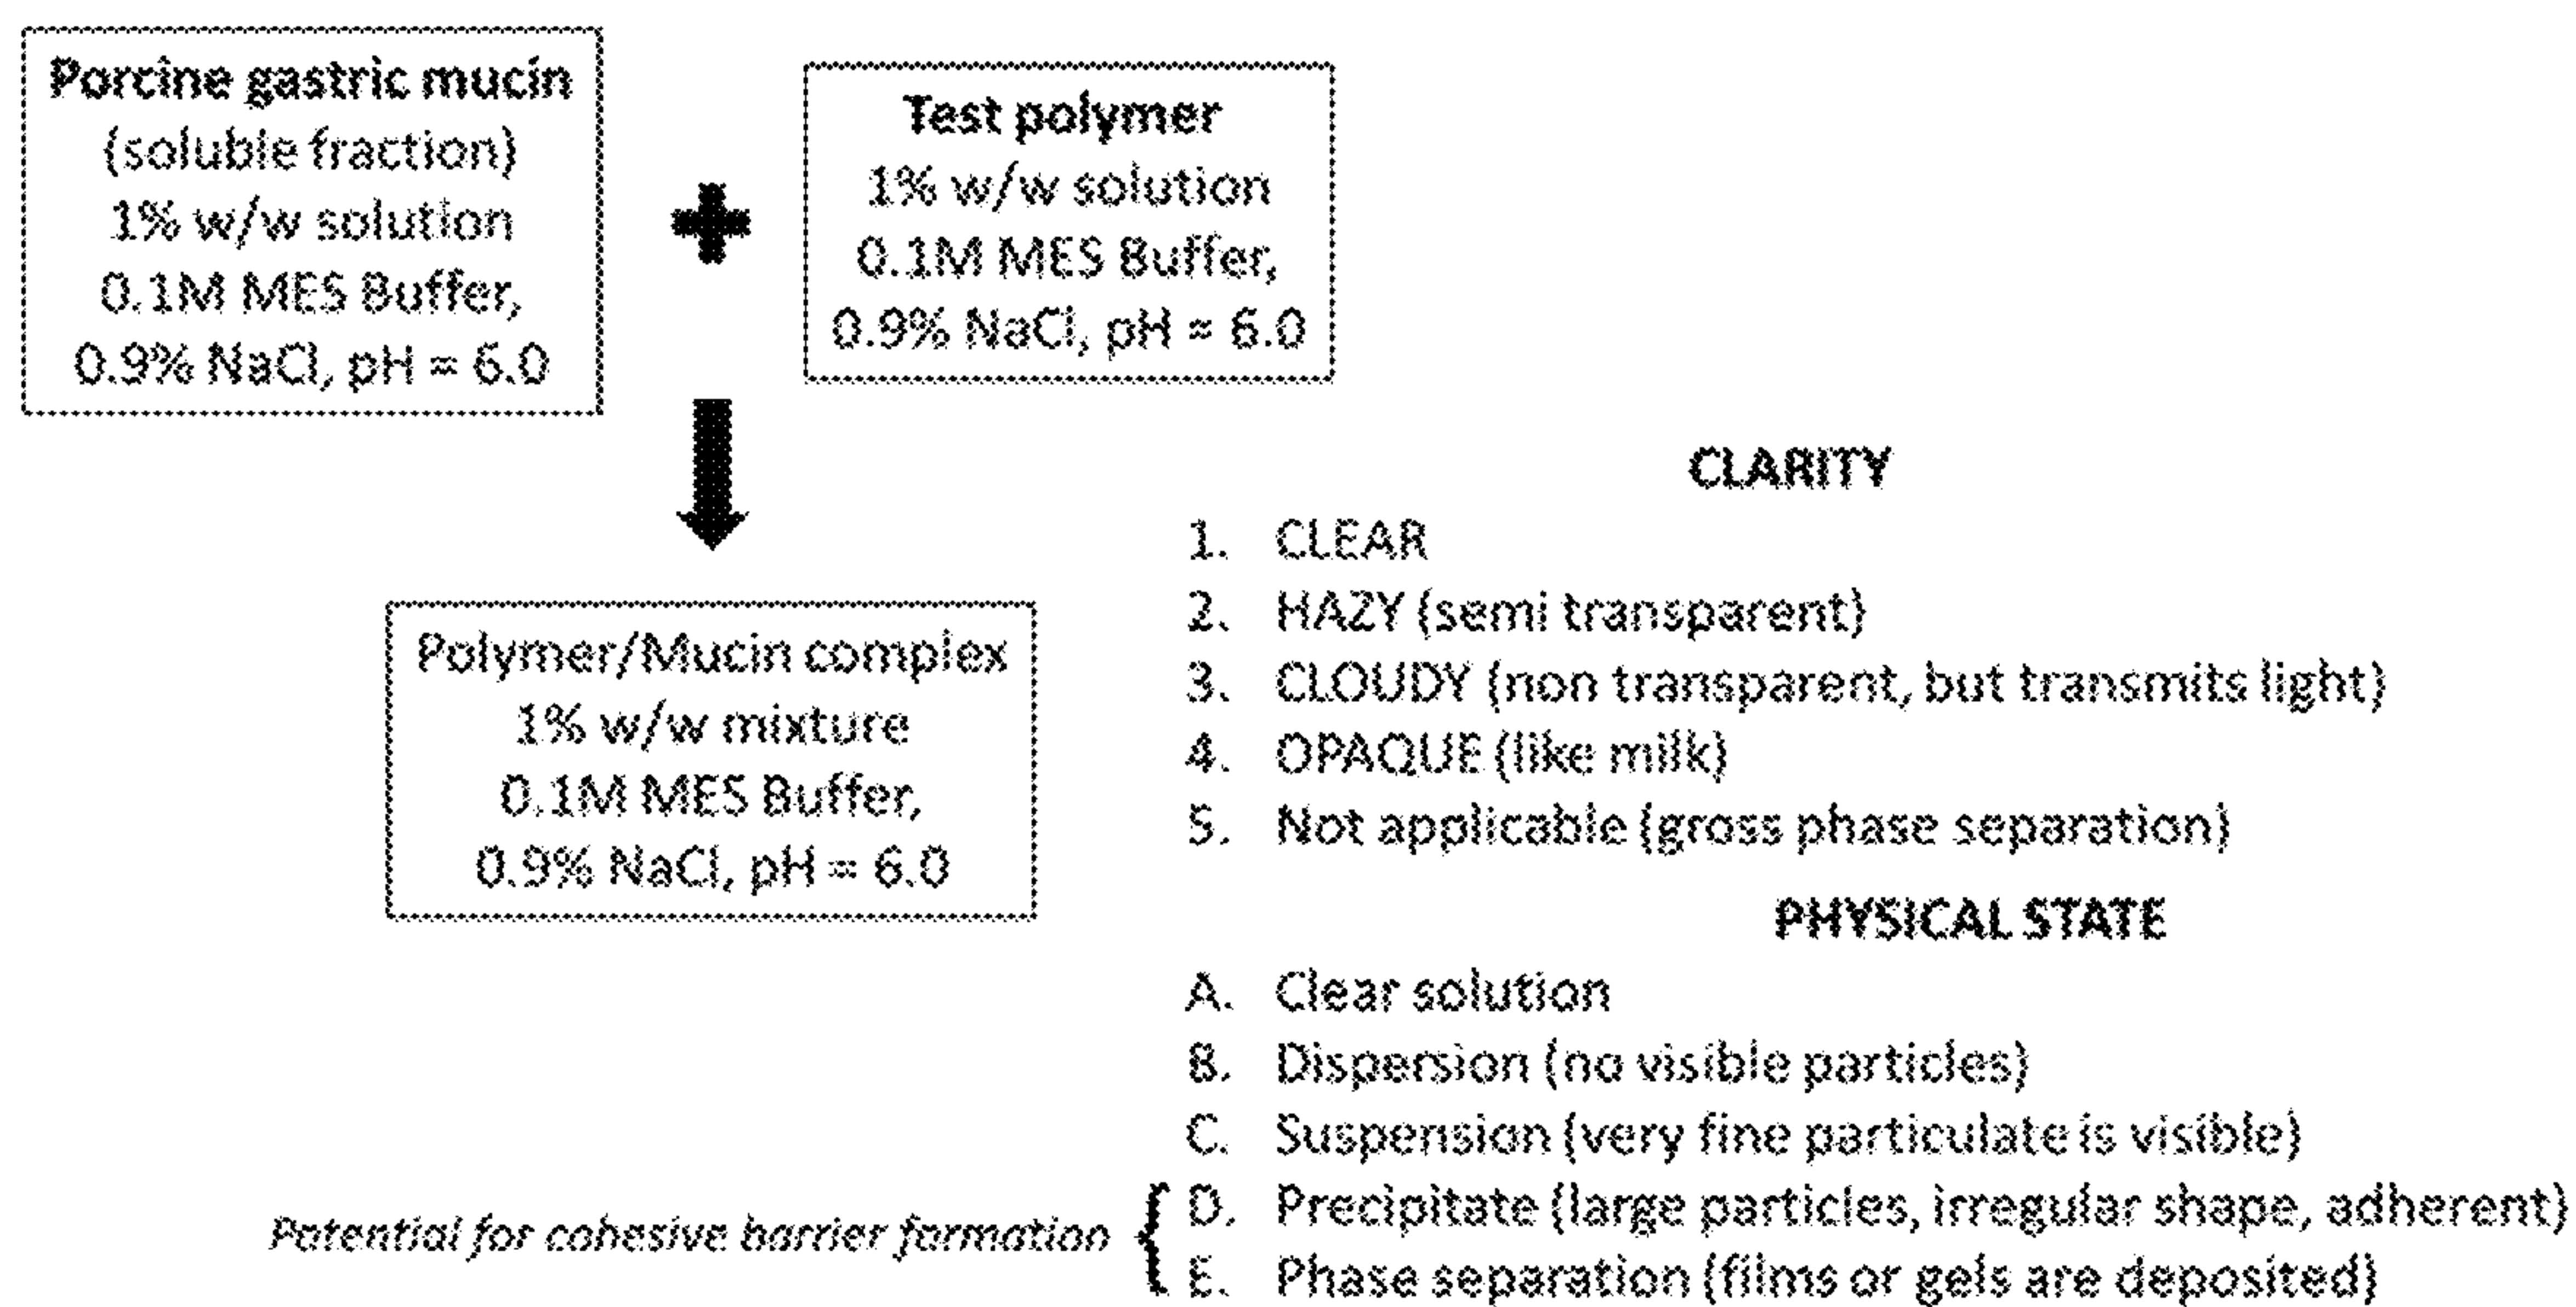 Porcine gastric mucin
(soluble fraction)
1% w/w solution
0.1M MES Buffer,
0.9% NaCl, pH = 6.0
Test polymer
1% w/w solution
0.1M MES Buffer,
0.9% NaCl, pH = 6.0
Polymer/Mucin complex
1% w/w mixture
0.1M MES Buffer,
0.9% NaCl, pH = 6.0
CLARITY
1. CLEAR
2. HAZY (semi transparent)
3. CLOUDY (non transparent, but transmits light)
4. OPAQUE (like milk)
5. Not applicable (gross phase separation)
PHYSICAL STATE
A. Clear solution
B. Dispersion (no visible particles)
C. Suspension (very fine particulate is visible)
Potential for cohesive barrier formation
D. Precipitate (large particles, irregular shape, adherent)
E. Phase separation (films or gels are deposited)